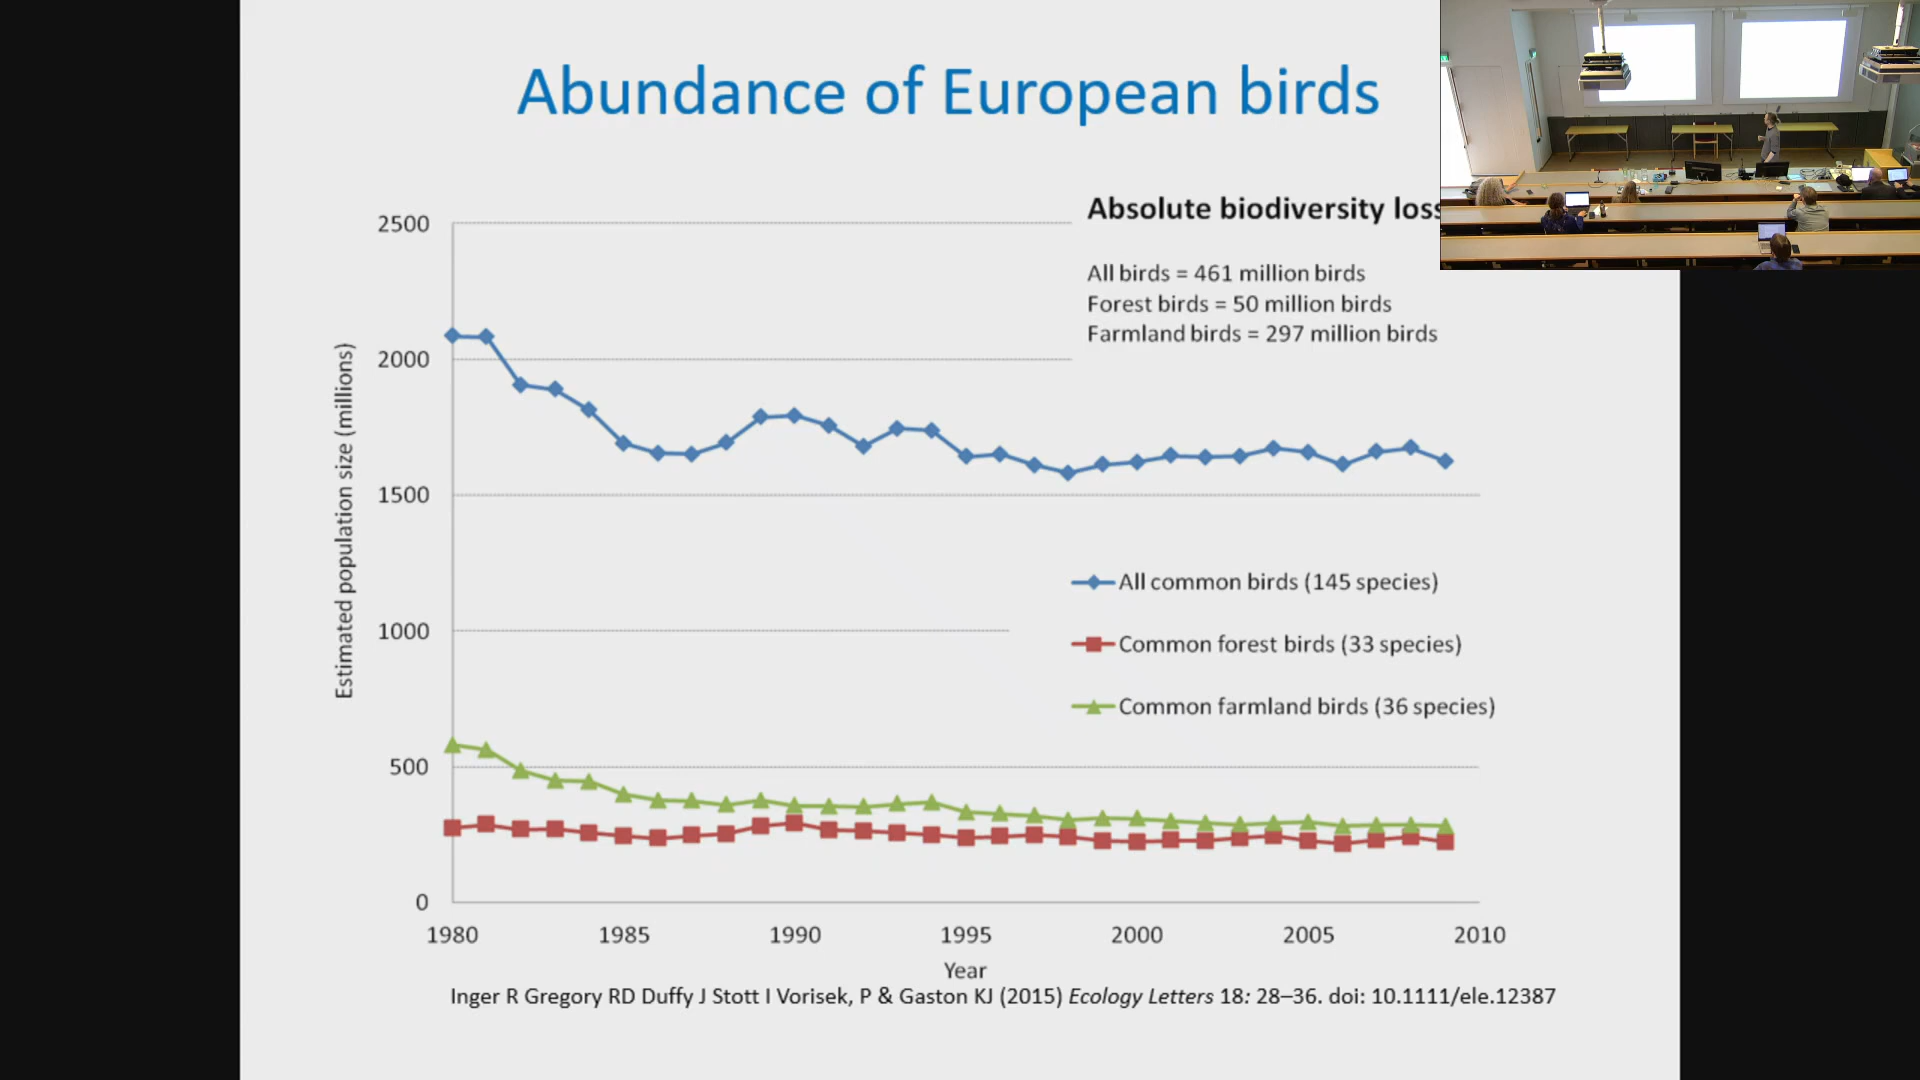 Abundance of European birds
Absolute biodiversity loss
All birds = 461 million birds
Forest birds = 50 million birds
Farmland birds = 297 million birds
Estimated population size (millions)
2500
2000
1500
1000
500
0
All common birds (145 species)
Common forest birds (33 species)
Common farmland birds (36 species)
1980 1985 1990 1995 2000 2005 2010
Year
Inger R Gregory RD Duffy J Stott I Vorisek, P & Gaston KJ (2015) Ecology Letters 18: 28–36. doi: 10.1111/ele.12387